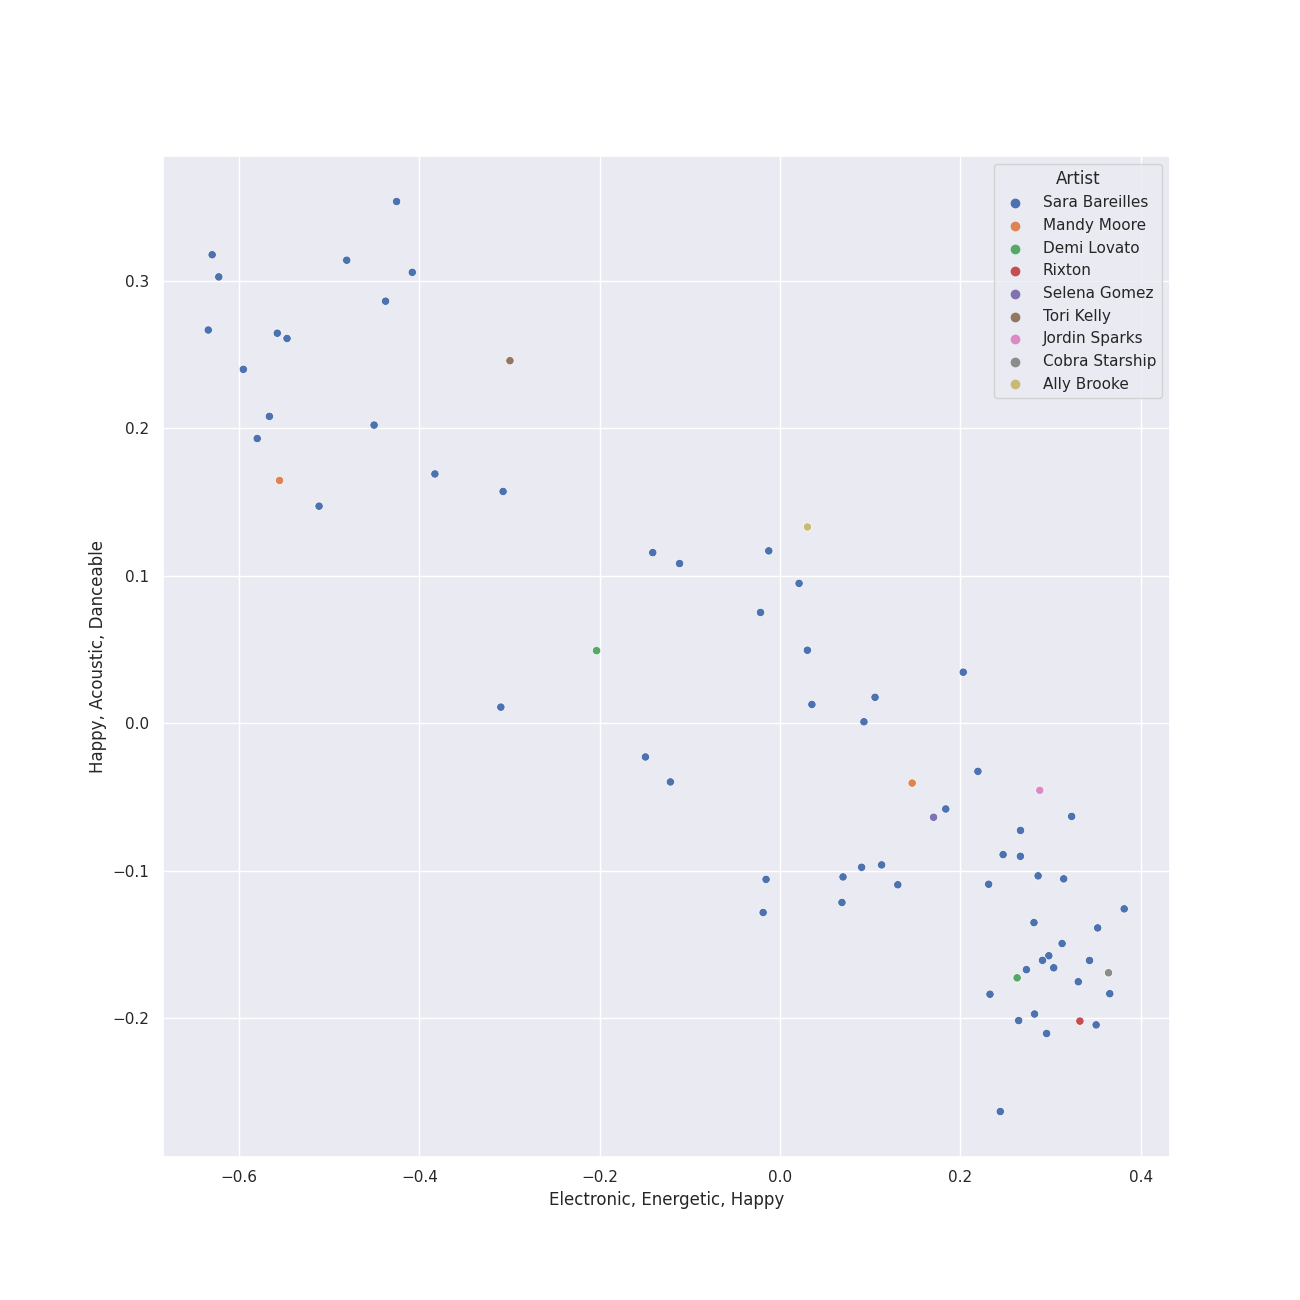 Artist
Sara Bareilles
Mandy Moore
Demi Lovato
Rixton
Selena Gomez
Tori Kelly
Jordin Sparks
Cobra Starship
Ally Brooke
0.3
0.2
0.1
0.0
−0.1
−0.2
Happy, Acoustic, Danceable
−0.6
−0.4
−0.2
0.0
0.2
0.4
Electronic, Energetic, Happy